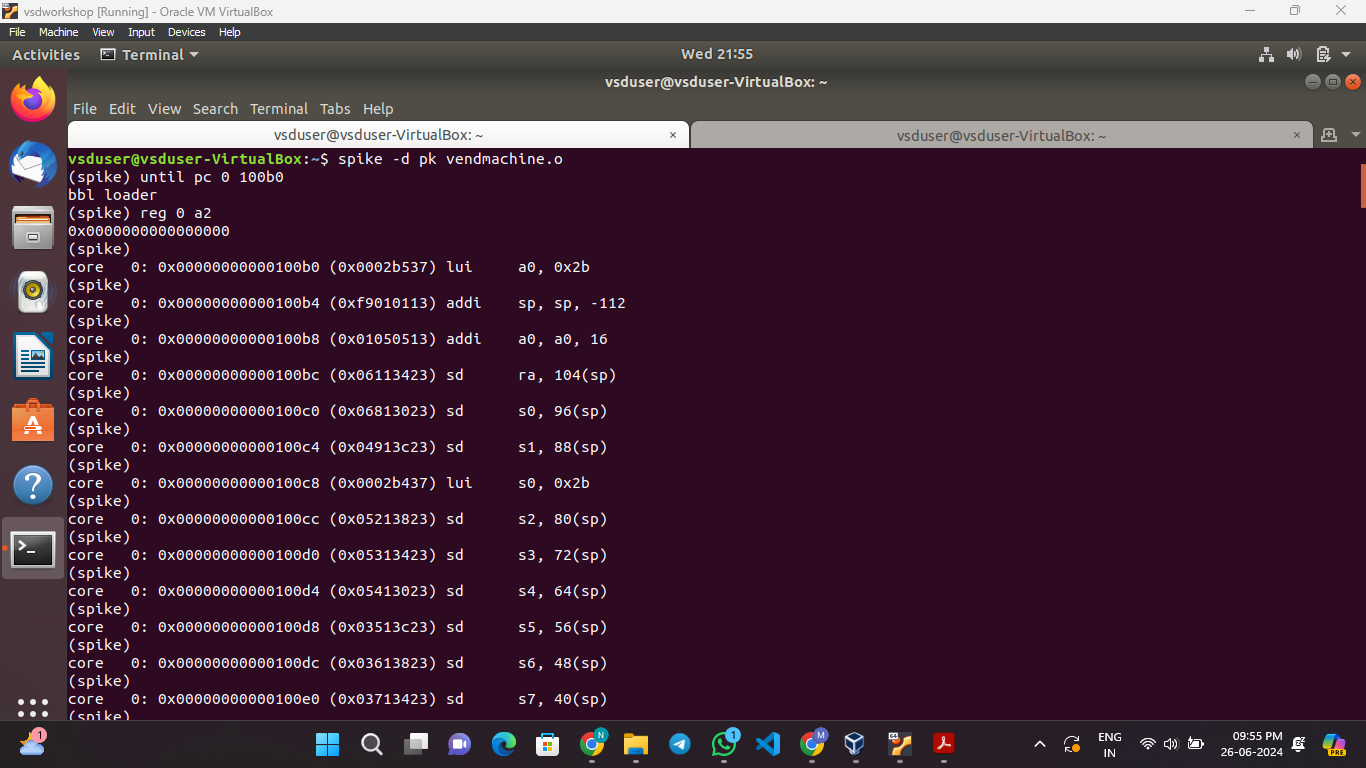 vsdworkshop [Running] - Oracle VM VirtualBox
File Machine View Input Devices Help
Activities Terminal Wed 21:55
vsduser@vsduser-VirtualBox: ~
File Edit View Search Terminal Tabs Help
vsduser@vsduser-VirtualBox: ~ × vsduser@vsduser-VirtualBox: ~ ×
vsduser@vsduser-VirtualBox:~$ spike -d pk vendmachine.o
(spike) until pc 0 100b0
bbl loader
(spike) reg 0 a2
0x0000000000000000
(spike)
core   0: 0x00000000000100b0 (0x0002b537) lui     a0, 0x2b
(spike)
core   0: 0x00000000000100b4 (0xf9010113) addi    sp, sp, -112
(spike)
core   0: 0x00000000000100b8 (0x01050513) addi    a0, a0, 16
(spike)
core   0: 0x00000000000100bc (0x06113423) sd      ra, 104(sp)
(spike)
core   0: 0x00000000000100c0 (0x06813023) sd      s0, 96(sp)
(spike)
core   0: 0x00000000000100c4 (0x04913c23) sd      s1, 88(sp)
(spike)
core   0: 0x00000000000100c8 (0x0002b437) lui     s0, 0x2b
(spike)
core   0: 0x00000000000100cc (0x05213823) sd      s2, 80(sp)
(spike)
core   0: 0x00000000000100d0 (0x05313423) sd      s3, 72(sp)
(spike)
core   0: 0x00000000000100d4 (0x05413023) sd      s4, 64(sp)
(spike)
core   0: 0x00000000000100d8 (0x03513c23) sd      s5, 56(sp)
(spike)
core   0: 0x00000000000100dc (0x03613823) sd      s6, 48(sp)
(spike)
core   0: 0x00000000000100e0 (0x03713423) sd      s7, 40(sp)
(spike)
1 N 1 M 64 ENG 09:55 PM
IN 26-06-2024 PRE